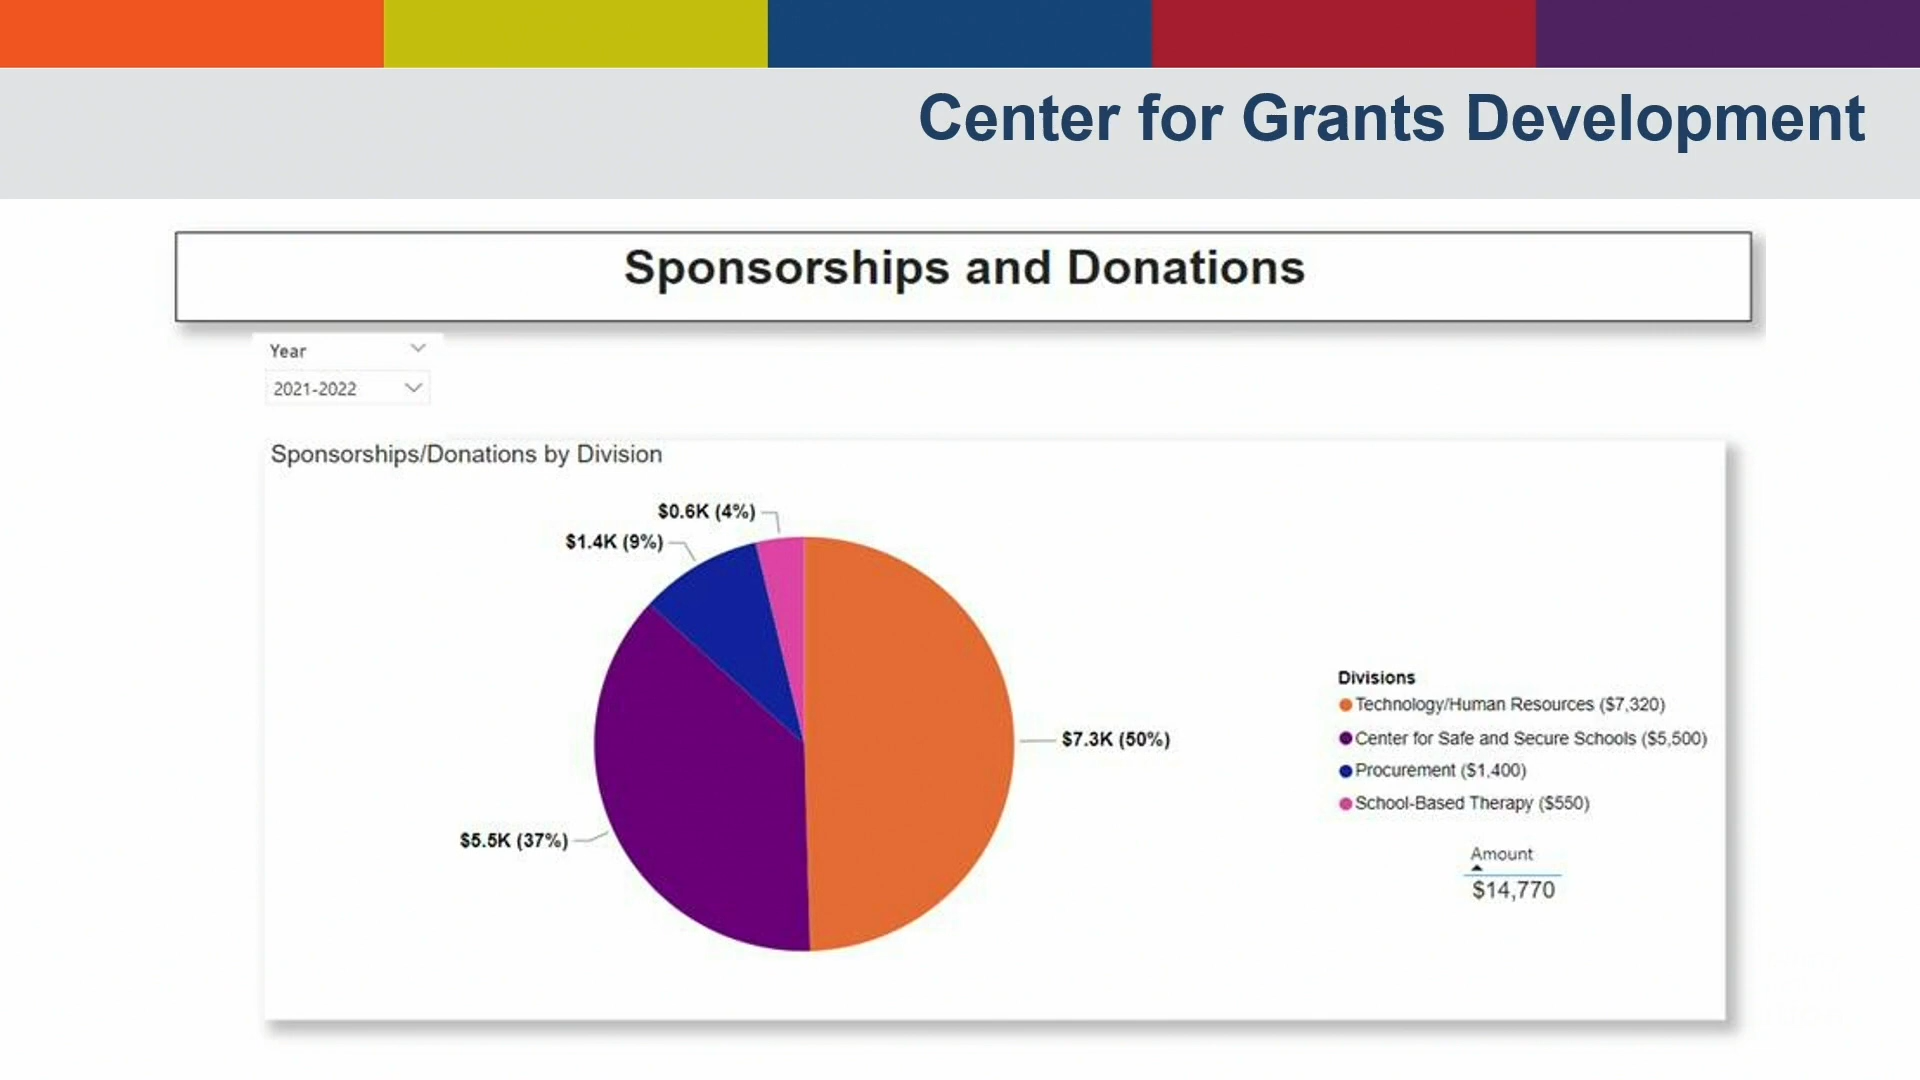 Center for Grants Development
Sponsorships and Donations
Year
2021-2022
Sponsorships/Donations by Division
$0.6K (4%)
$1.4K (9%)
$7.3K (50%)
$5.5K (37%)
Divisions
Technology/Human Resources ($7,320)
Center for Safe and Secure Schools ($5,500)
Procurement ($1,400)
School-Based Therapy ($550)
Amount
$14,770